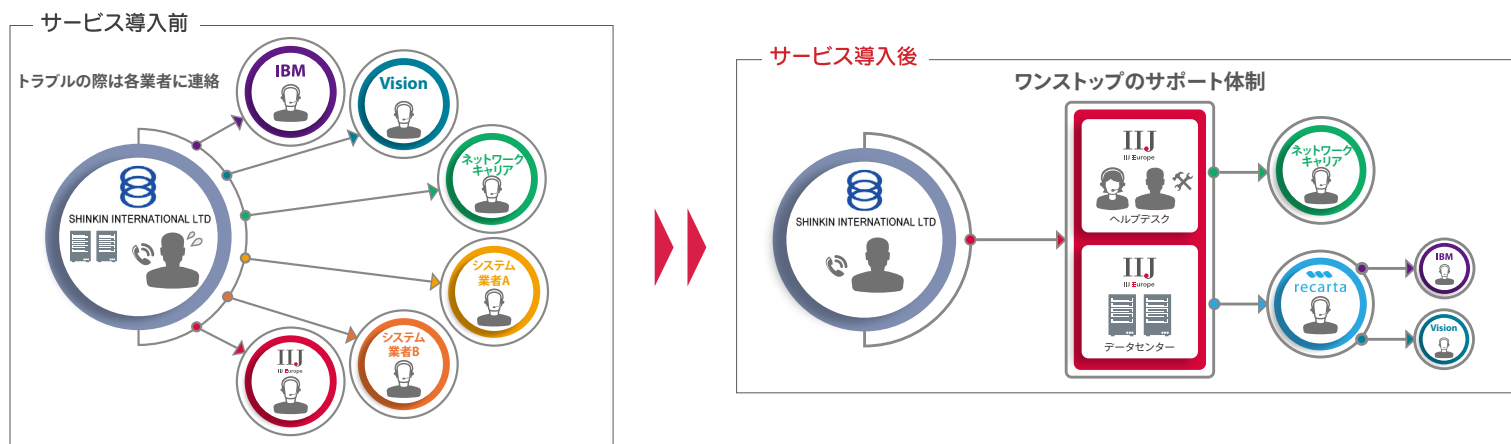 サービス導入前
トラブルの際は各業者に連絡
IBM
Vision
ネットワーク
キャリア
SHINKIN INTERNATIONAL LTD
システム
業者A
システム
業者B
IIJ
IIJ Europe
サービス導入後
ワンストップのサポート体制
SHINKIN INTERNATIONAL LTD
IIJ
IIJ Europe
ヘルプデスク
IIJ
IIJ Europe
データセンター
ネットワーク
キャリア
recarta
IBM
Vision